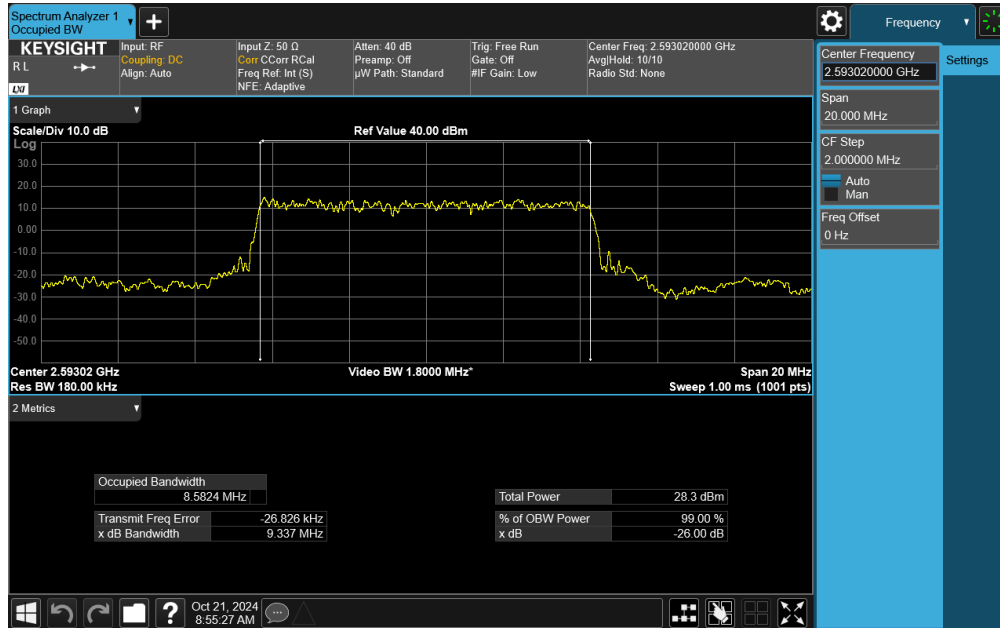 Spectrum Analyzer 1
Occupied BW
Frequency
KEYSIGHT
R L
LXI
Input: RF
Coupling: DC
Align: Auto
Input Z: 50 Ω
Corr CCorr RCal
Freq Ref: Int (S)
NFE: Adaptive
Atten: 40 dB
Preamp: Off
µW Path: Standard
Trig: Free Run
Gate: Off
#IF Gain: Low
Center Freq: 2.593020000 GHz
Avg|Hold: 10/10
Radio Std: None
Center Frequency
2.593020000 GHz
Settings
Span
20.000 MHz
CF Step
2.000000 MHz
Auto
Man
Freq Offset
0 Hz
1 Graph
Scale/Div 10.0 dB
Ref Value 40.00 dBm
Log
30.0
20.0
10.0
0.00
-10.0
-20.0
-30.0
-40.0
-50.0
Center 2.59302 GHz
Video BW 1.8000 MHz*
Span 20 MHz
Res BW 180.00 kHz
Sweep 1.00 ms (1001 pts)
2 Metrics
Occupied Bandwidth
8.5824 MHz
Total Power 28.3 dBm
Transmit Freq Error -26.826 kHz
% of OBW Power 99.00 %
x dB Bandwidth 9.337 MHz
x dB -26.00 dB
?
Oct 21, 2024
8:55:27 AM